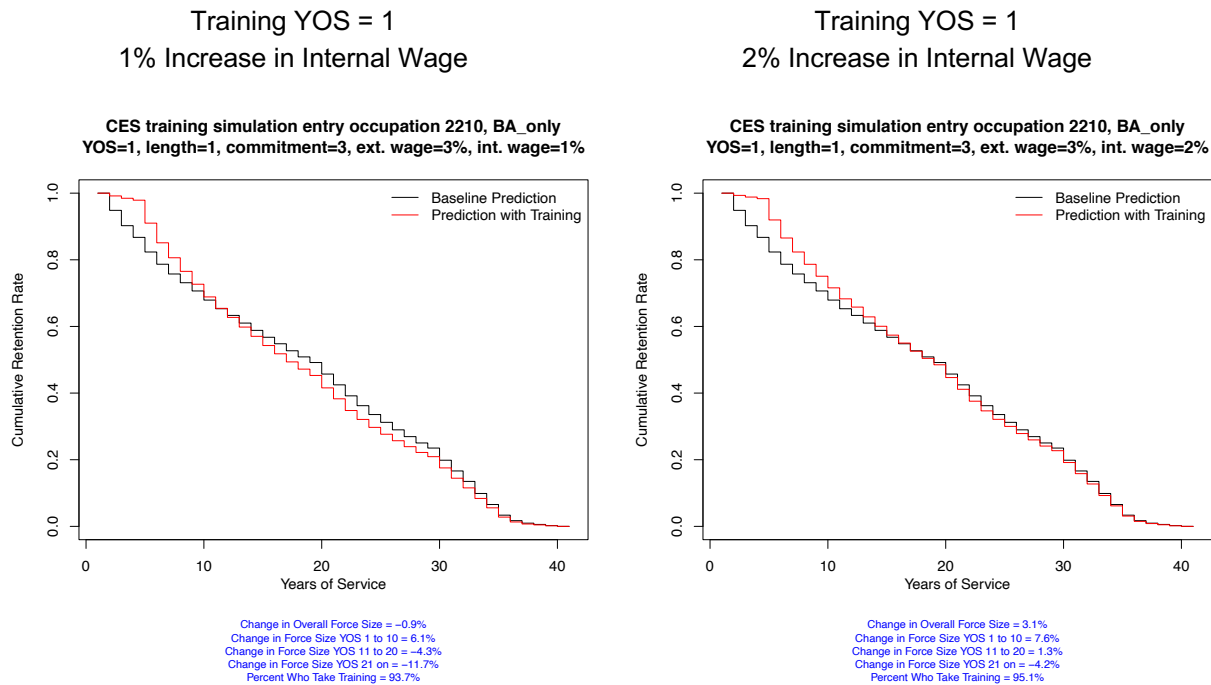 Training YOS = 1
1% Increase in Internal Wage
CES training simulation entry occupation 2210, BA_only
YOS=1, length=1, commitment=3, ext. wage=3%, int. wage=1%
Baseline Prediction
Prediction with Training
Cumulative Retention Rate
1.0
0.8
0.6
0.4
0.2
0.0
0 10 20 30 40
Years of Service
Change in Overall Force Size = −0.9%
Change in Force Size YOS 1 to 10 = 6.1%
Change in Force Size YOS 11 to 20 = −4.3%
Change in Force Size YOS 21 on = −11.7%
Percent Who Take Training = 93.7%
Training YOS = 1
2% Increase in Internal Wage
CES training simulation entry occupation 2210, BA_only
YOS=1, length=1, commitment=3, ext. wage=3%, int. wage=2%
Baseline Prediction
Prediction with Training
Cumulative Retention Rate
1.0
0.8
0.6
0.4
0.2
0.0
0 10 20 30 40
Years of Service
Change in Overall Force Size = 3.1%
Change in Force Size YOS 1 to 10 = 7.6%
Change in Force Size YOS 11 to 20 = 1.3%
Change in Force Size YOS 21 on = −4.2%
Percent Who Take Training = 95.1%